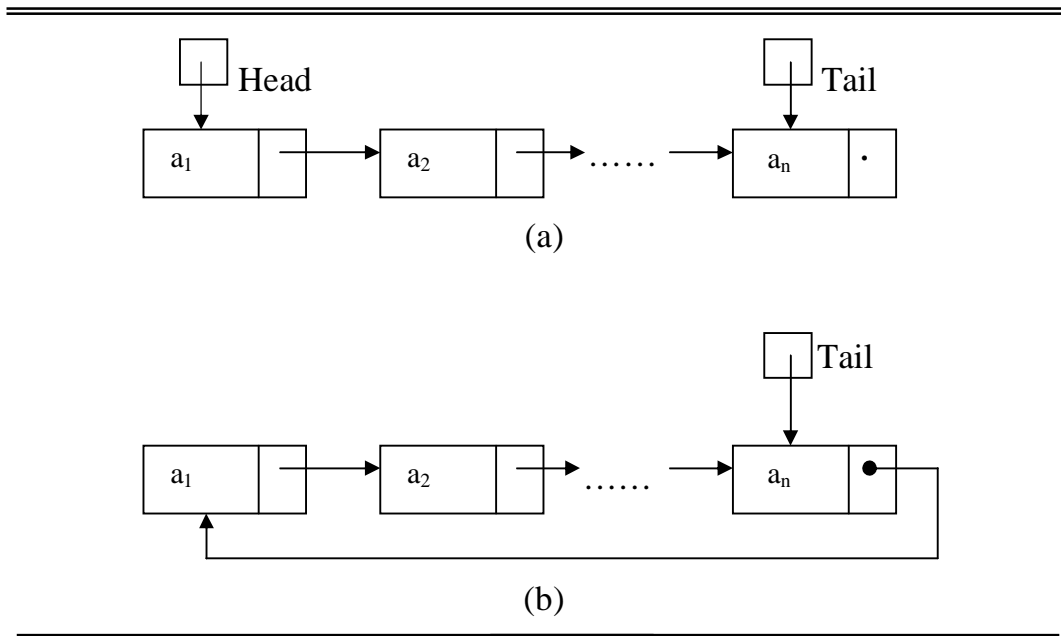 Head Tail
a₁ a₂ …… aₙ .
(a)
Tail
a₁ a₂ …… aₙ
(b)